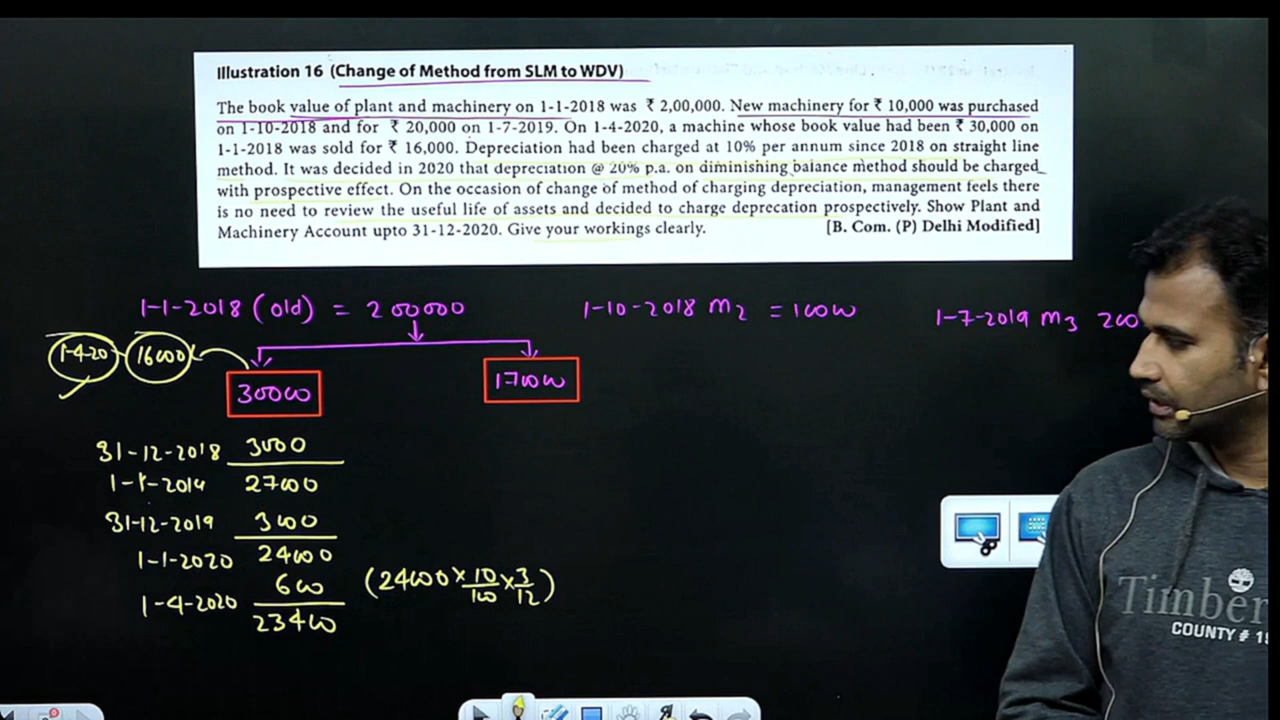 Illustration 16 (Change of Method from SLM to WDV)
The book value of plant and machinery on 1-1-2018 was ₹ 2,00,000. New machinery for ₹ 10,000 was purchased
on 1-10-2018 and for ₹ 20,000 on 1-7-2019. On 1-4-2020, a machine whose book value had been ₹ 30,000 on
1-1-2018 was sold for ₹ 16,000. Depreciation had been charged at 10% per annum since 2018 on straight line
method. It was decided in 2020 that depreciation @ 20% p.a. on diminishing balance method should be charged
with prospective effect. On the occasion of change of method of charging depreciation, management feels there
is no need to review the useful life of assets and decided to charge deprecation prospectively. Show Plant and
Machinery Account upto 31-12-2020. Give your workings clearly. [B. Com. (P) Delhi Modified]
1-1-2018 (old) = 200000 1-10-2018 M2 = 10000 1-7-2019 M3 200
1-4-20 16000
30000 170000
31-12-2018 3000
1-1-2019 27000
31-12-2019 3000
1-1-2020 24000
1-4-2020 600 (24000 × 10/100 × 3/12)
23400
Timber
COUNTY # 19